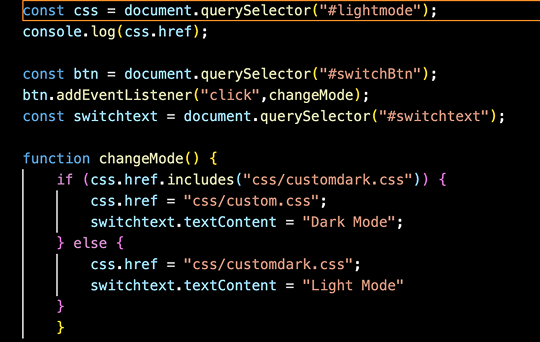 const css = document.querySelector("#lightmode");
console.log(css.href);

const btn = document.querySelector("#switchBtn");
btn.addEventListener("click",changeMode);
const switchtext = document.querySelector("#switchtext");

function changeMode() {
    if (css.href.includes("css/customdark.css")) {
        css.href = "css/custom.css";
        switchtext.textContent = "Dark Mode";
    } else {
        css.href = "css/customdark.css";
        switchtext.textContent = "Light Mode"
    }
    }